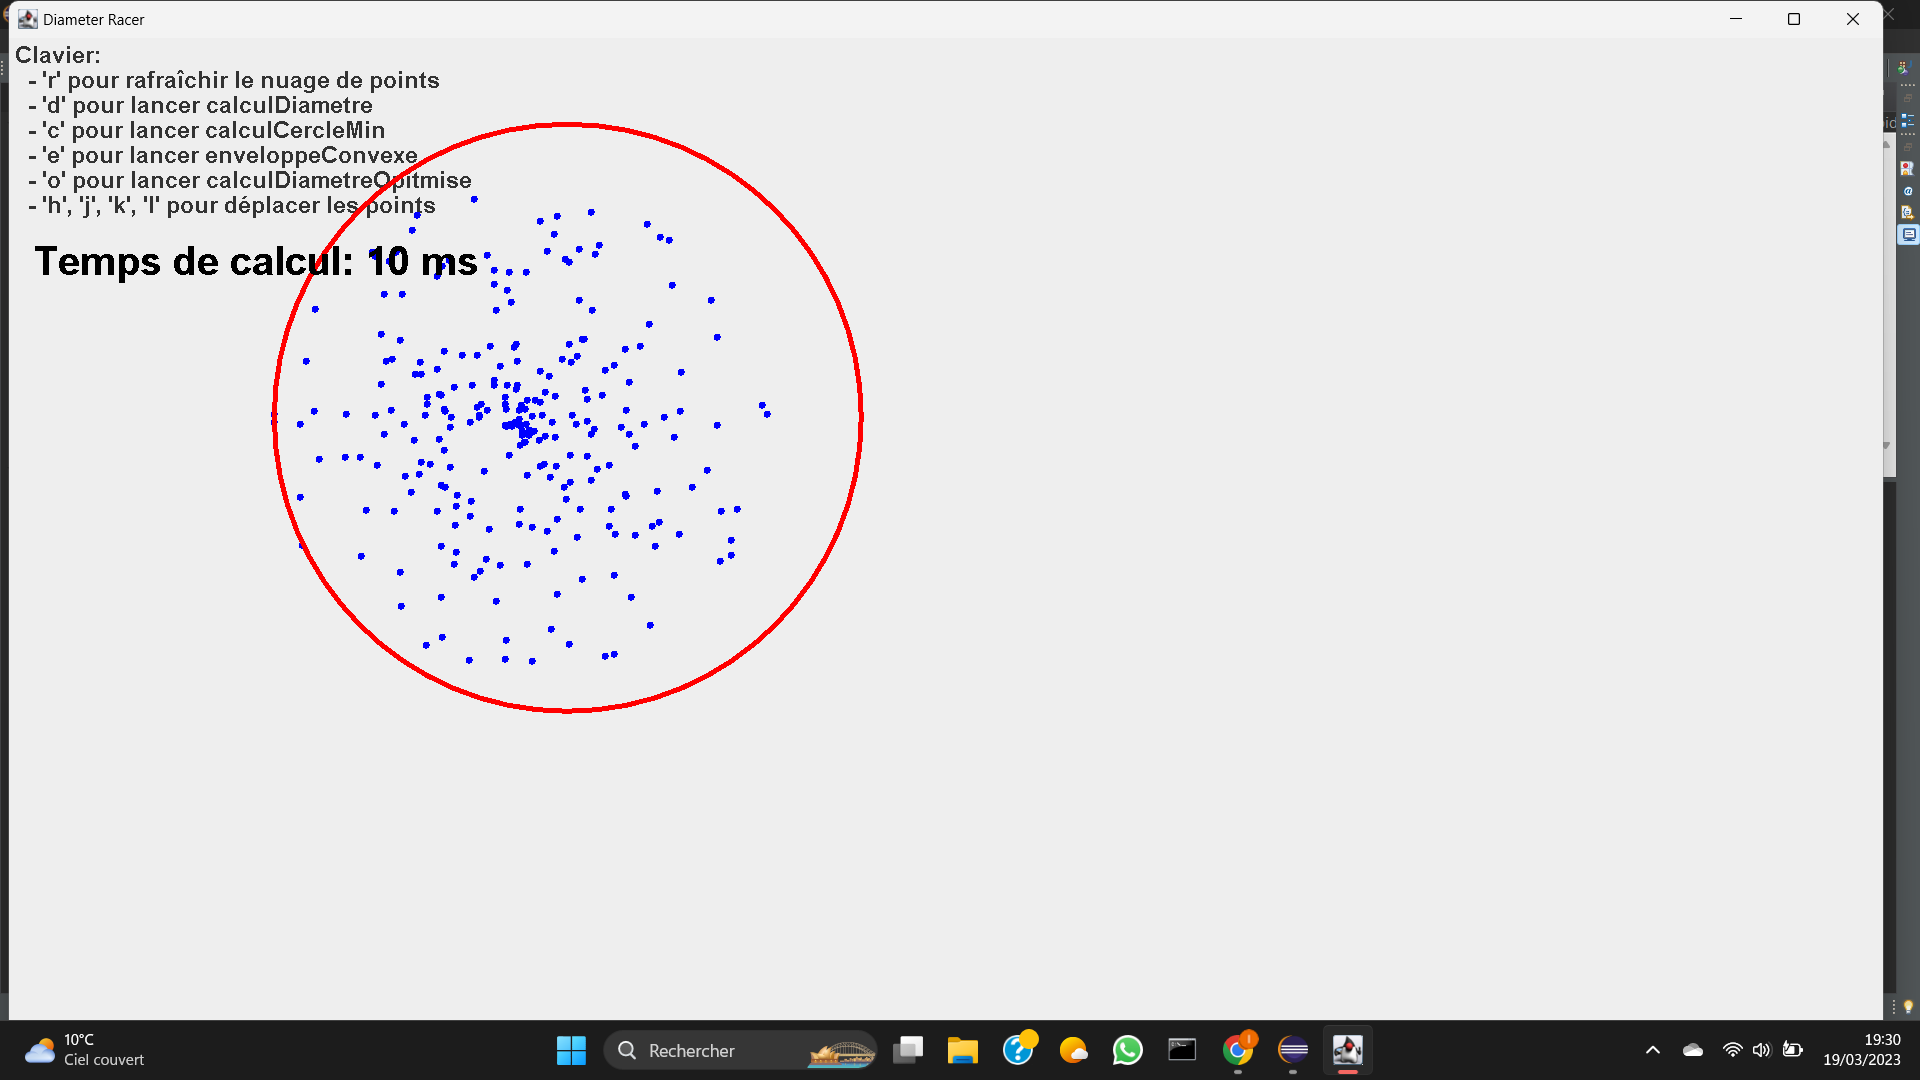 Diameter Racer
Clavier:
- 'r' pour rafraîchir le nuage de points
- 'd' pour lancer calculDiametre
- 'c' pour lancer calculCercleMin
- 'e' pour lancer enveloppeConvexe
- 'o' pour lancer calculDiametreOpitmise
- 'h', 'j', 'k', 'l' pour déplacer les points
Temps de calcul: 10 ms
10°C
Ciel couvert
Rechercher
19:30
19/03/2023